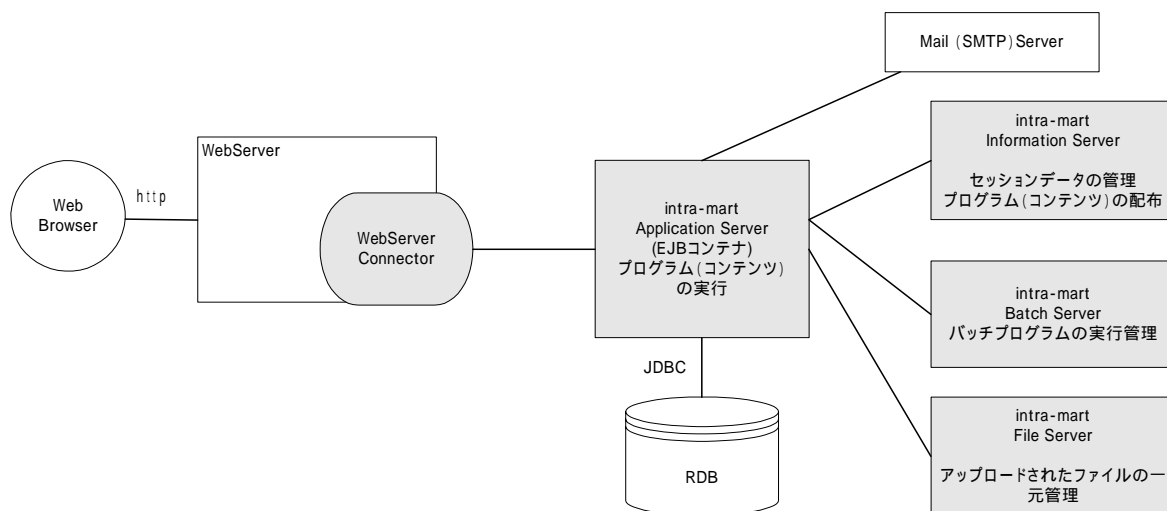 Mail (SMTP)Server
WebServer
http
Web
Browser
WebServer
Connector
intra-mart
Application Server
(EJBコンテナ)
プログラム(コンテンツ)
の実行
JDBC
RDB
intra-mart
Information Server
セッションデータの管理
プログラム(コンテンツ)の配布
intra-mart
Batch Server
バッチプログラムの実行管理
intra-mart
File Server
アップロードされたファイルの一
元管理